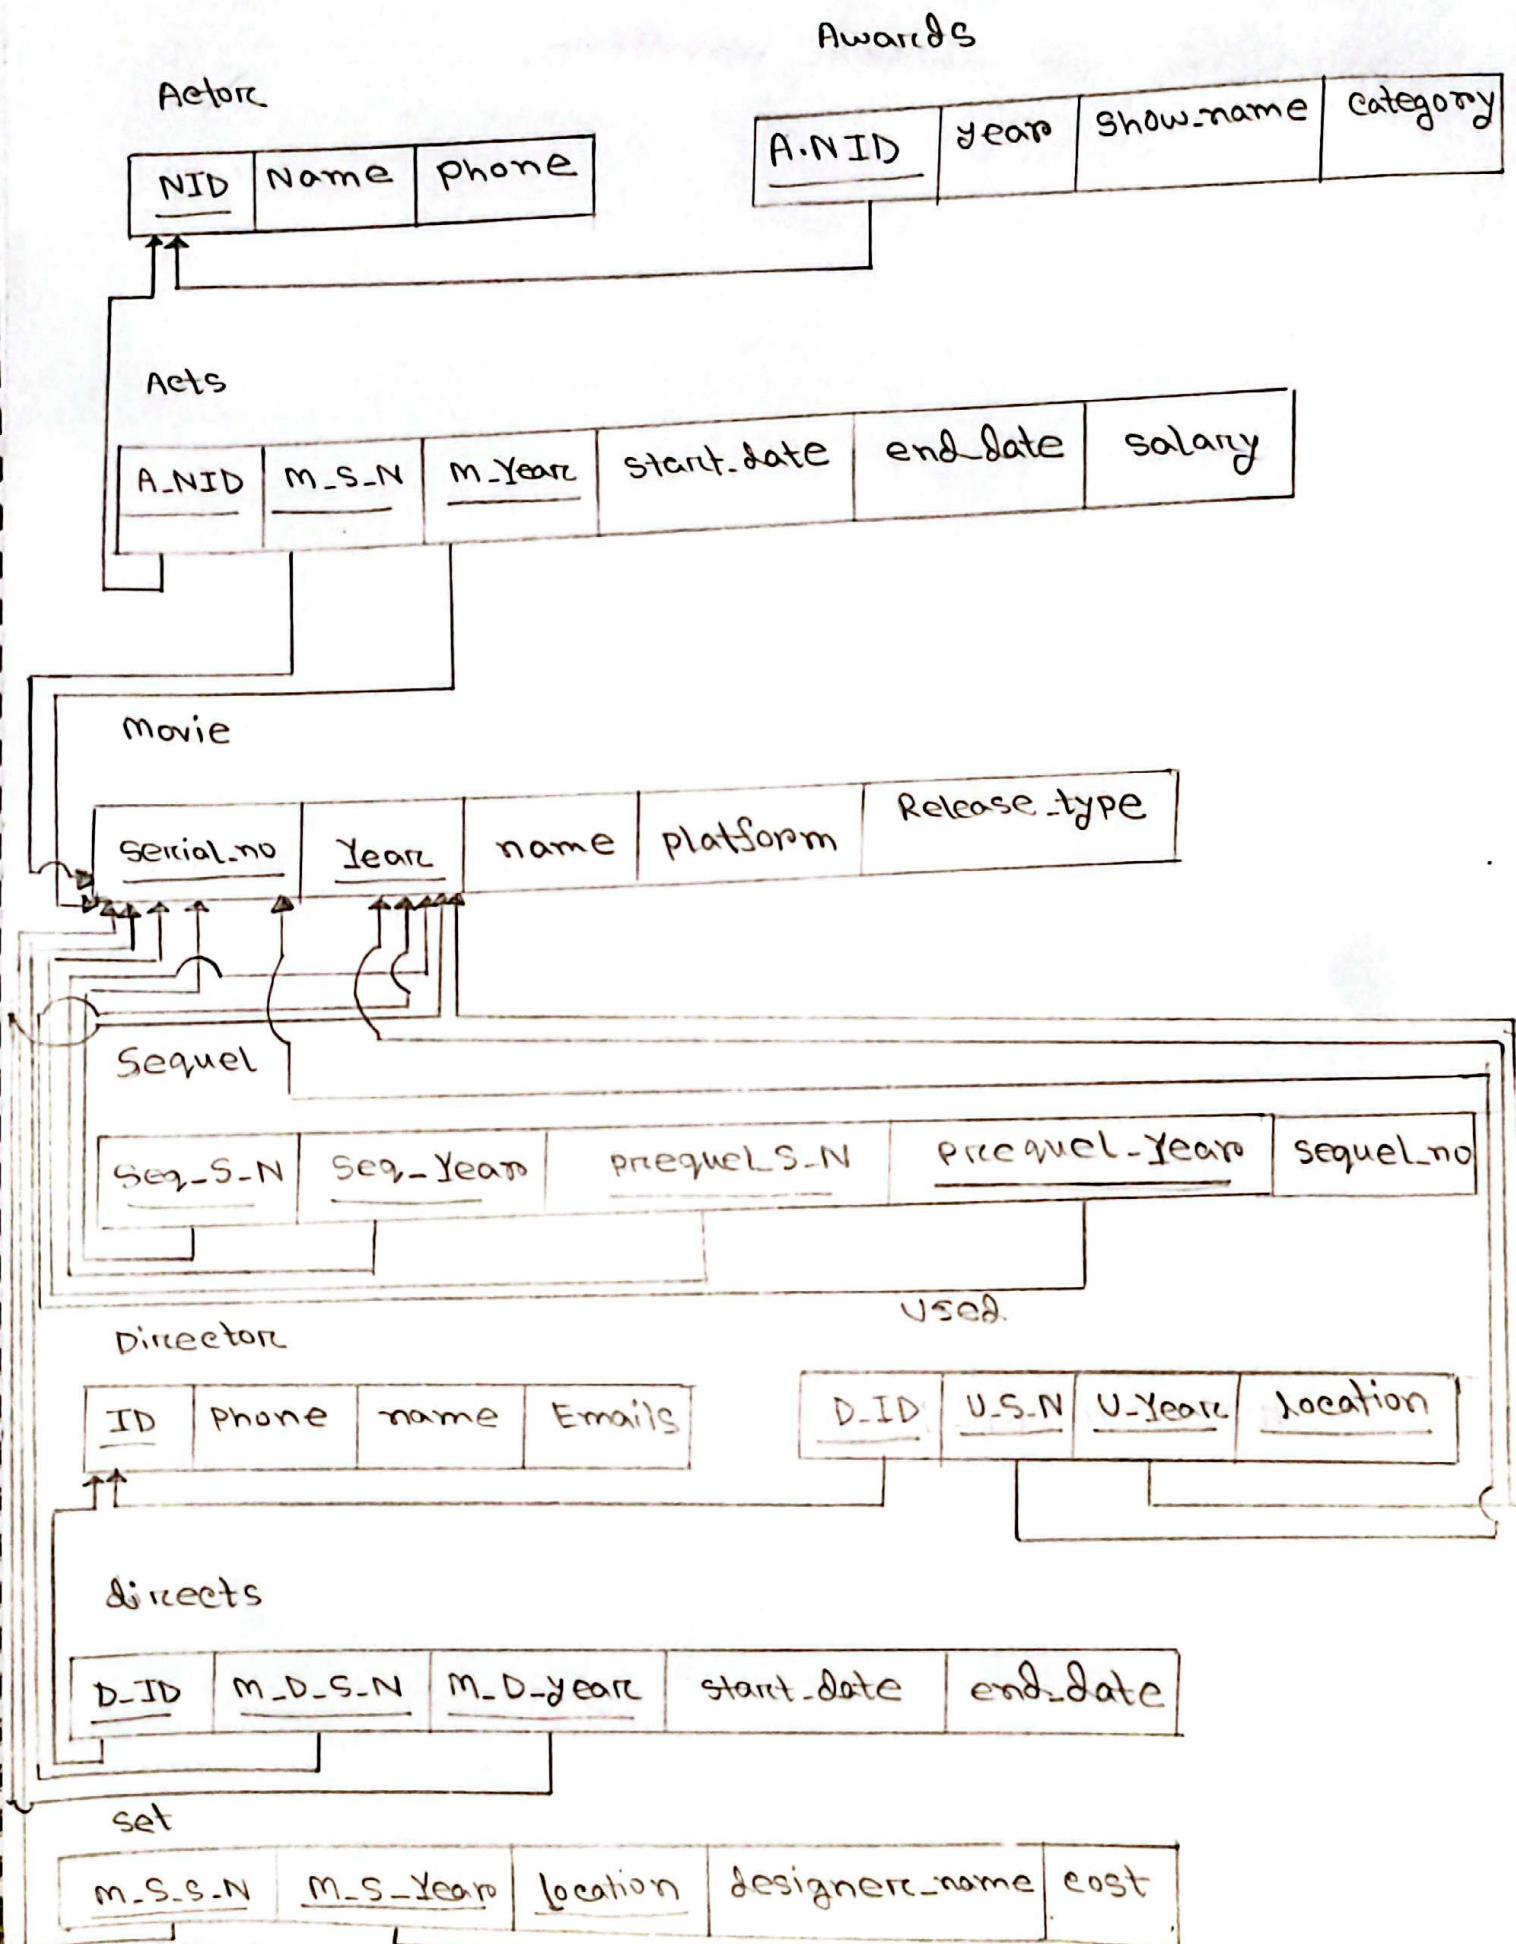 Awards
Actor
A.NID year show_name category
NID Name phone
Acts
A_NID M_S_N M_Year start_date end_date salary
Movie
serial_no Year name platform Release_type
Sequel
Seq_S_N Seq_Year prequel_S_N prequel_Year sequel_no
Used
Director
ID phone name Emails
D_ID U_S_N U_Year location
directs
D_ID M_D_S_N M_D_year start_date end_date
set
M_S_S_N M_S_Year location designer_name cost